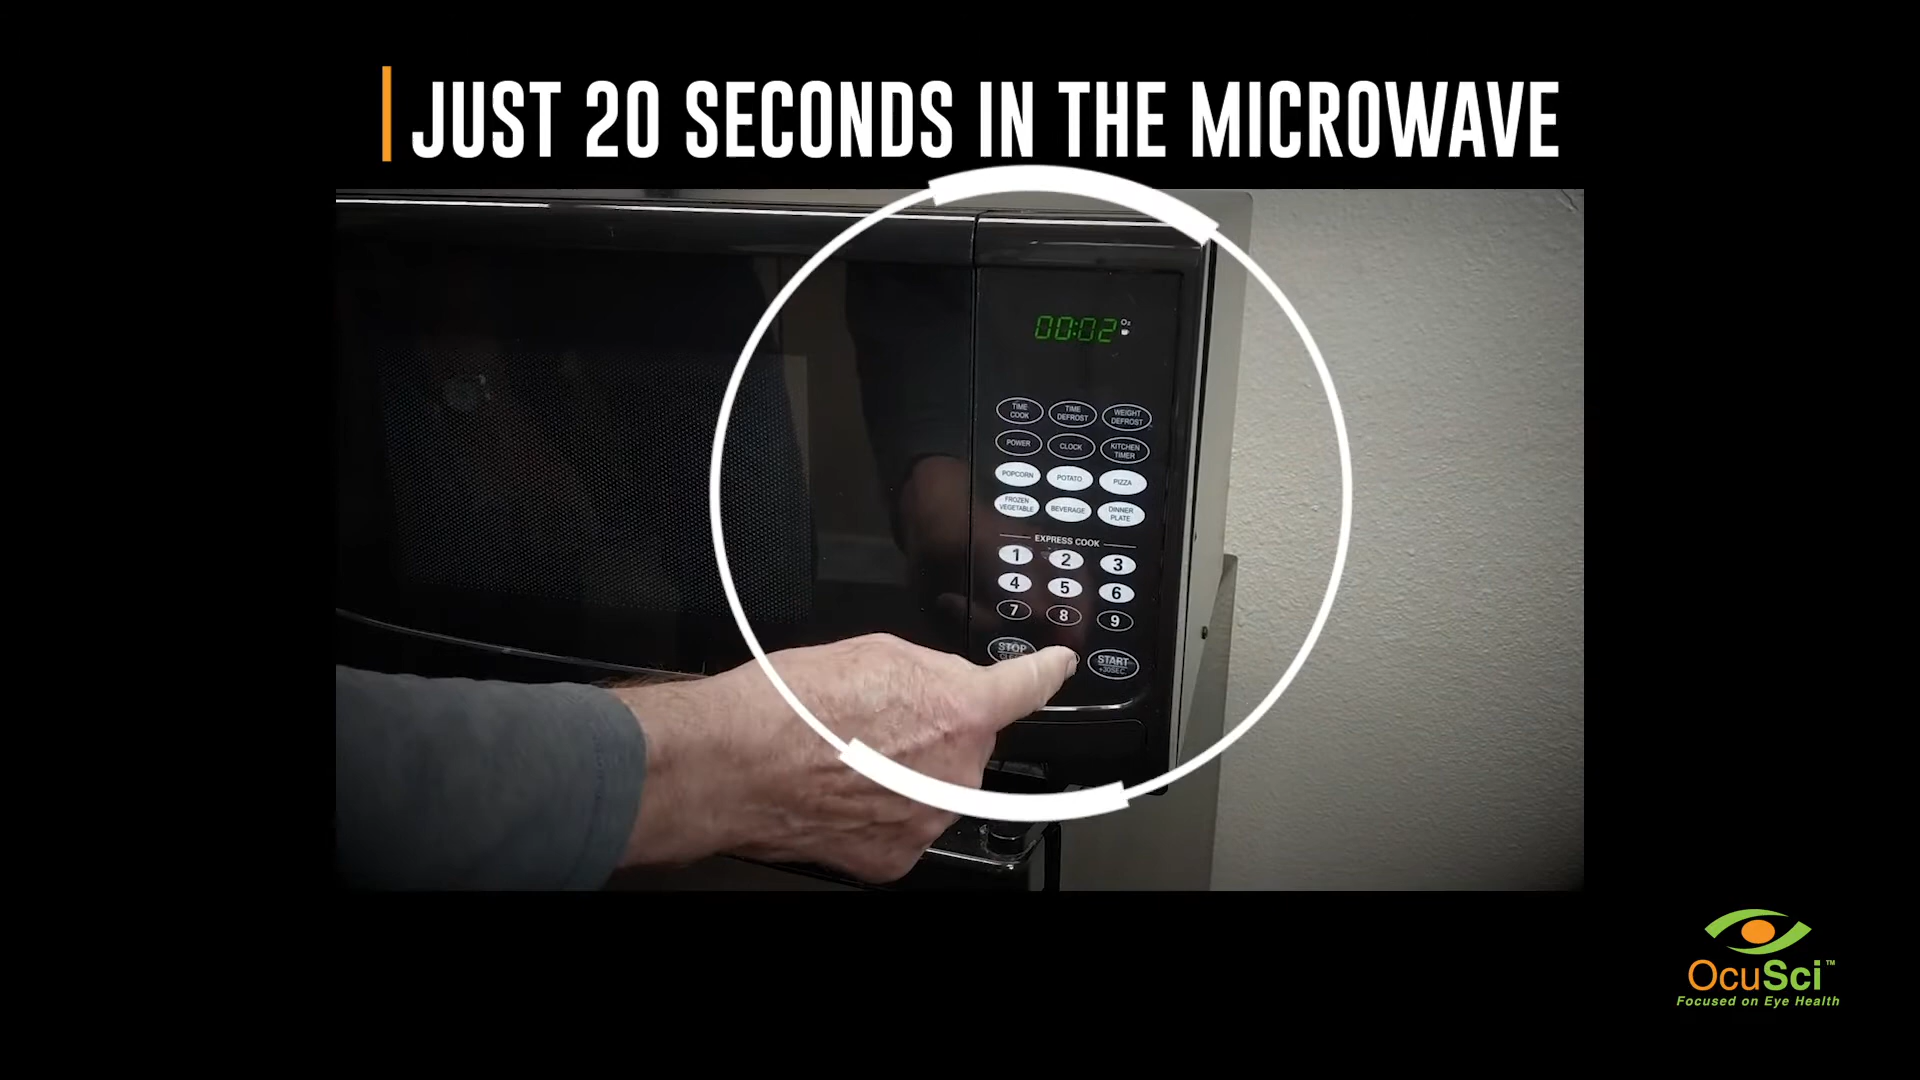 JUST 20 SECONDS IN THE MICROWAVE
00:02
TIME COOK
TIME DEFROST
WEIGHT DEFROST
POWER
CLOCK
KITCHEN TIMER
POPCORN
POTATO
PIZZA
FROZEN VEGETABLE
BEVERAGE
DINNER PLATE
EXPRESS COOK
1 2 3
4 5 6
7 8 9
STOP
START
+30SEC.
OcuSci™
Focused on Eye Health